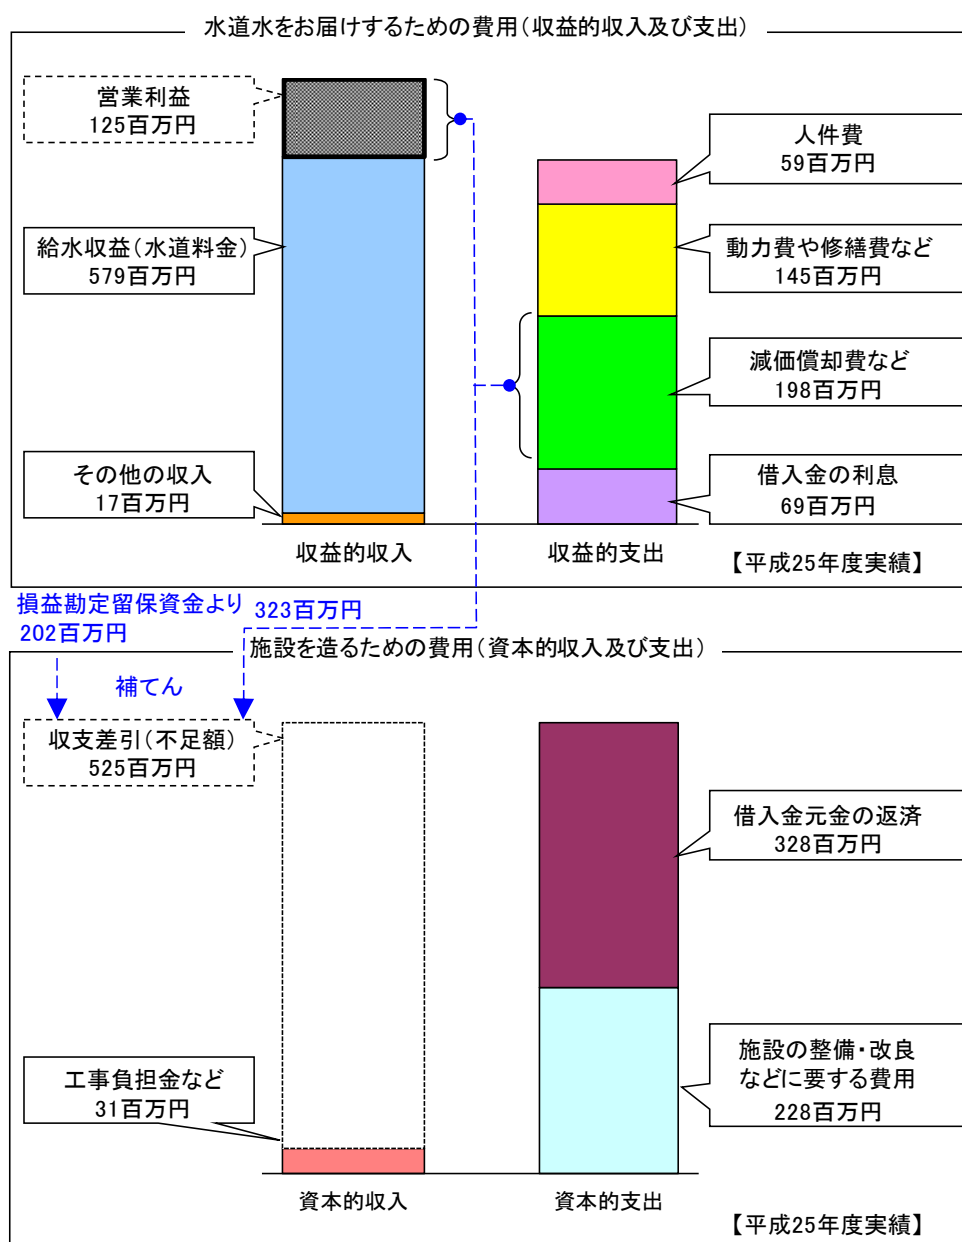 水道水をお届けするための費用（収益的収入及び支出）
営業利益
125百万円
人件費
59百万円
給水収益（水道料金）
579百万円
動力費や修繕費など
145百万円
減価償却費など
198百万円
その他の収入
17百万円
借入金の利息
69百万円
収益的収入
収益的支出
【平成25年度実績】
損益勘定留保資金より
202百万円
323百万円
施設を造るための費用（資本的収入及び支出）
補てん
収支差引（不足額）
525百万円
借入金元金の返済
328百万円
工事負担金など
31百万円
施設の整備・改良
などに要する費用
228百万円
資本的収入
資本的支出
【平成25年度実績】